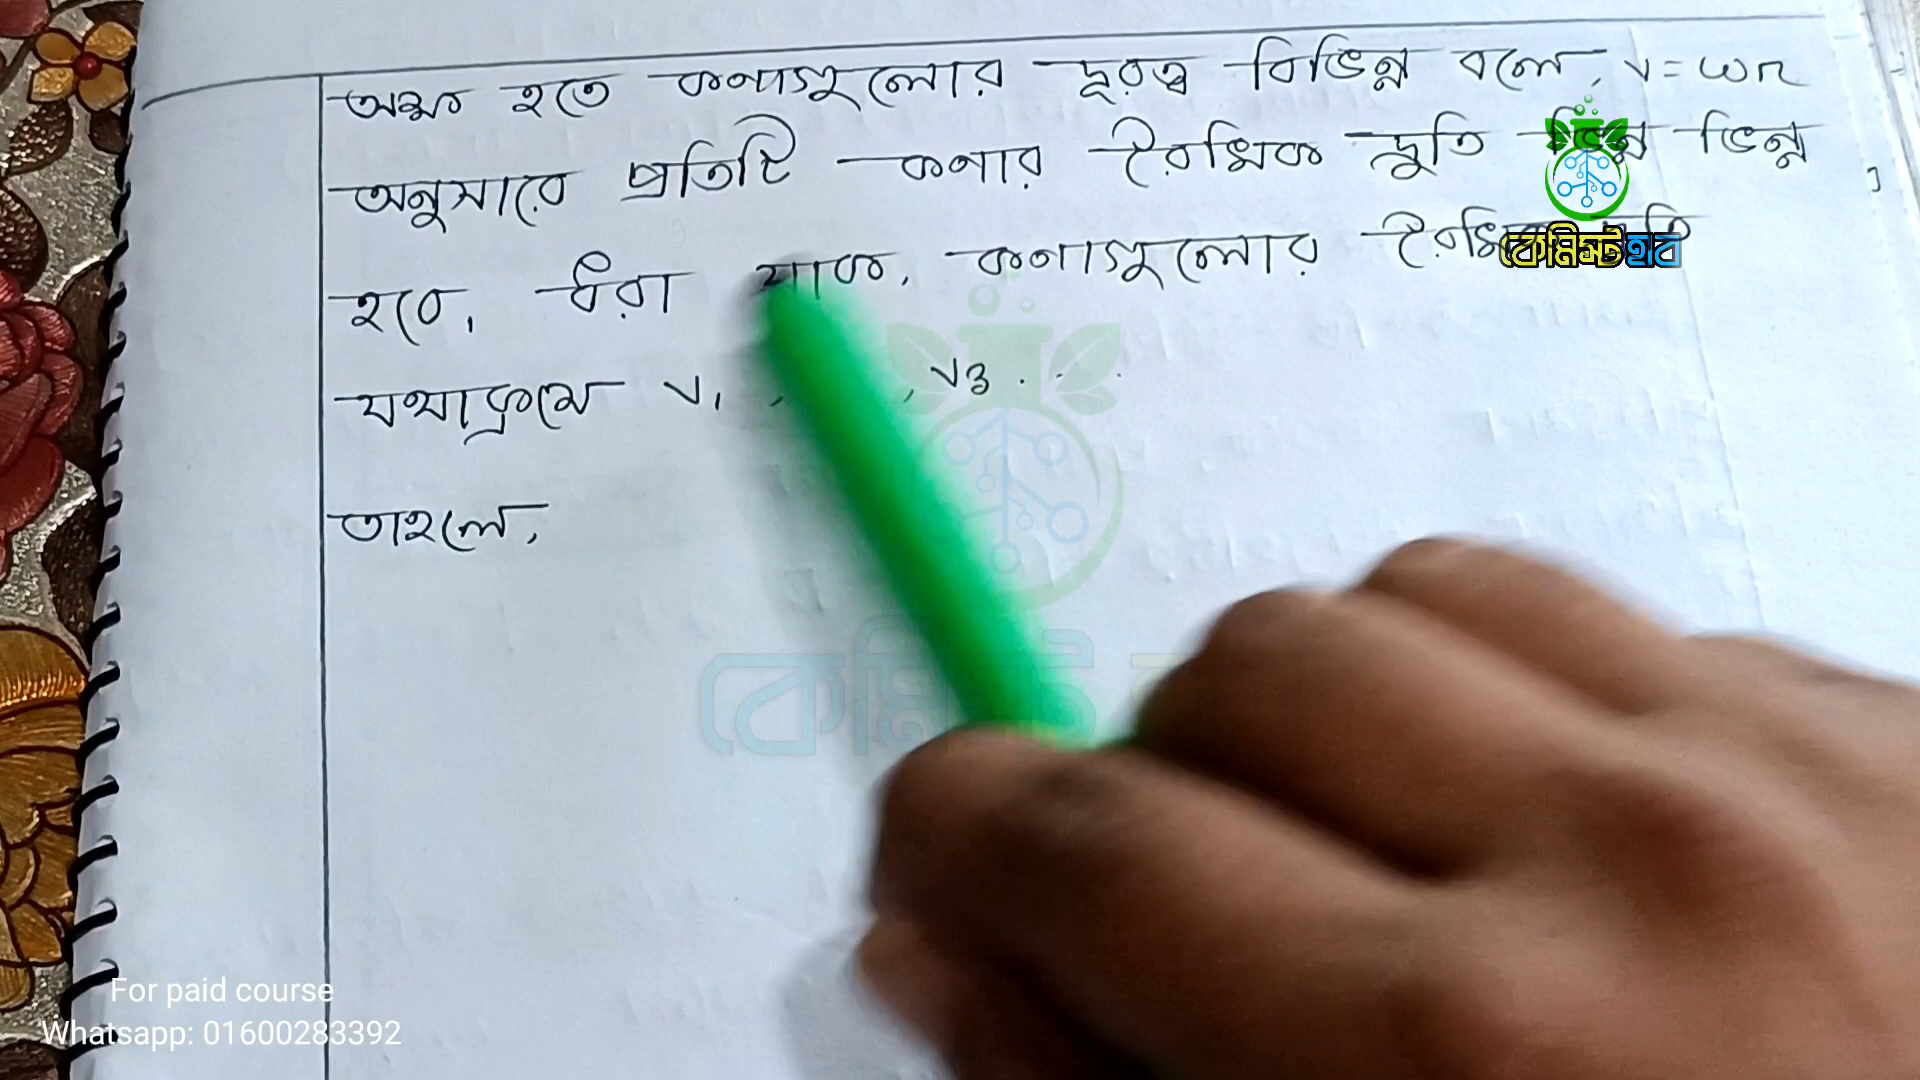 অক্ষ হতে কণাগুলোর দূরত্ব বিভিন্ন বলে, v = ωr
অনুসারে প্রতিটি কণার রৈখিক দ্রুতি ভিন্ন ভিন্ন
হবে। ধরা যাক, কণাগুলোর রৈখিক দ্রুতি
যথাক্রমে v₁, , v₃ . . . .
তাহলে,
কেমিস্ট হাব
কেমিস্ট
For paid course
Whatsapp: 01600283392